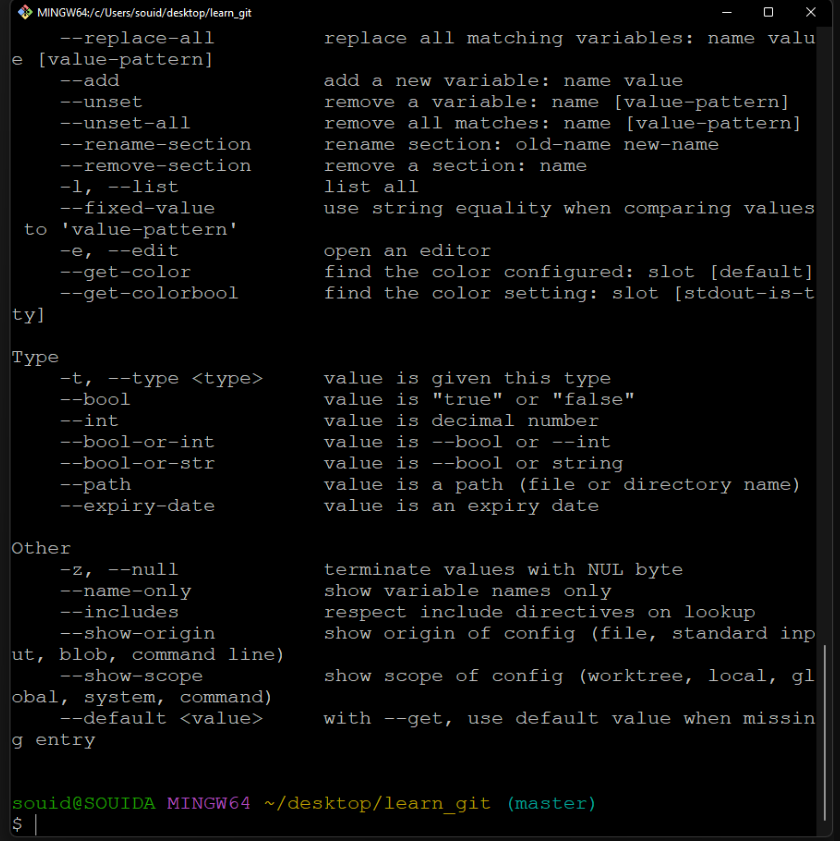 MINGW64:/c/Users/souid/desktop/learn_git
    --replace-all         replace all matching variables: name valu
e [value-pattern]
    --add                 add a new variable: name value
    --unset               remove a variable: name [value-pattern]
    --unset-all           remove all matches: name [value-pattern]
    --rename-section      rename section: old-name new-name
    --remove-section      remove a section: name
    -l, --list            list all
    --fixed-value         use string equality when comparing values
 to 'value-pattern'
    -e, --edit            open an editor
    --get-color           find the color configured: slot [default]
    --get-colorbool       find the color setting: slot [stdout-is-t
ty]

Type
    -t, --type <type>     value is given this type
    --bool                value is "true" or "false"
    --int                 value is decimal number
    --bool-or-int         value is --bool or --int
    --bool-or-str         value is --bool or string
    --path                value is a path (file or directory name)
    --expiry-date         value is an expiry date

Other
    -z, --null            terminate values with NUL byte
    --name-only           show variable names only
    --includes            respect include directives on lookup
    --show-origin         show origin of config (file, standard inp
ut, blob, command line)
    --show-scope          show scope of config (worktree, local, gl
obal, system, command)
    --default <value>     with --get, use default value when missin
g entry

souid@SOUIDA MINGW64 ~/desktop/learn_git (master)
$